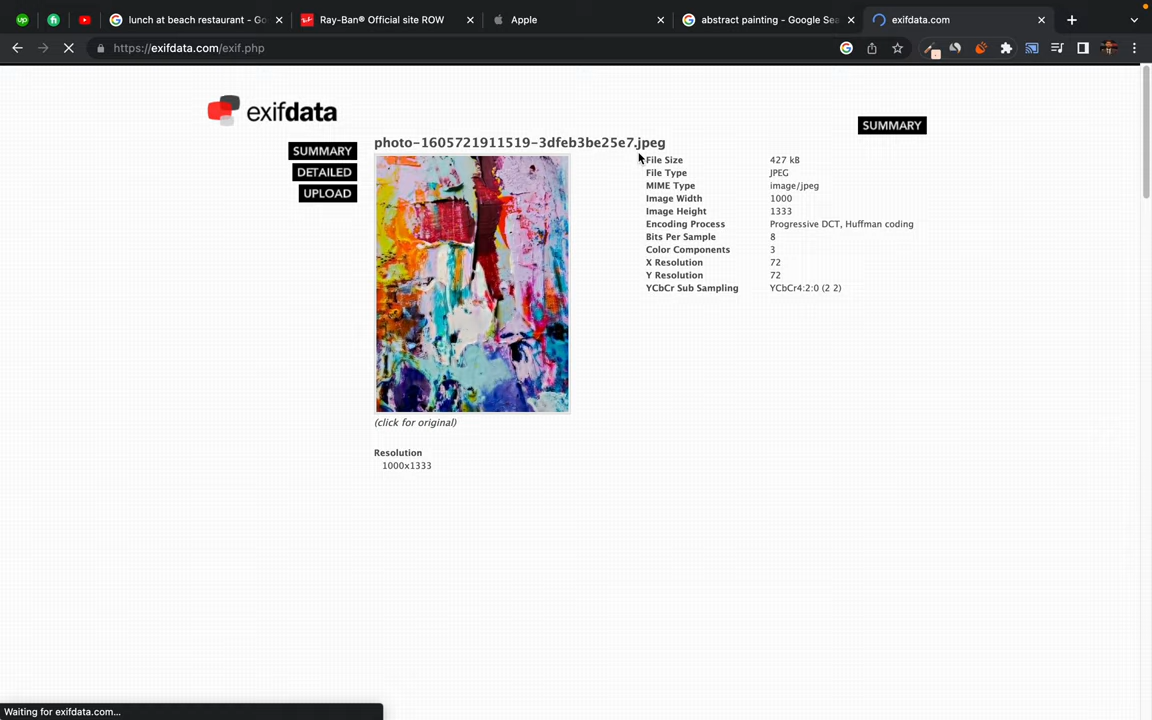 lunch at beach restaurant - Go
Ray-Ban® Official site ROW
Apple
abstract painting - Google Sea
exifdata.com
https://exifdata.com/exif.php
exifdata
SUMMARY
SUMMARY
DETAILED
UPLOAD
photo-1605721911519-3dfeb3be25e7.jpeg
File Size 427 kB
File Type JPEG
MIME Type image/jpeg
Image Width 1000
Image Height 1333
Encoding Process Progressive DCT, Huffman coding
Bits Per Sample 8
Color Components 3
X Resolution 72
Y Resolution 72
YCbCr Sub Sampling YCbCr4:2:0 (2 2)
(click for original)
Resolution
1000x1333
Waiting for exifdata.com...